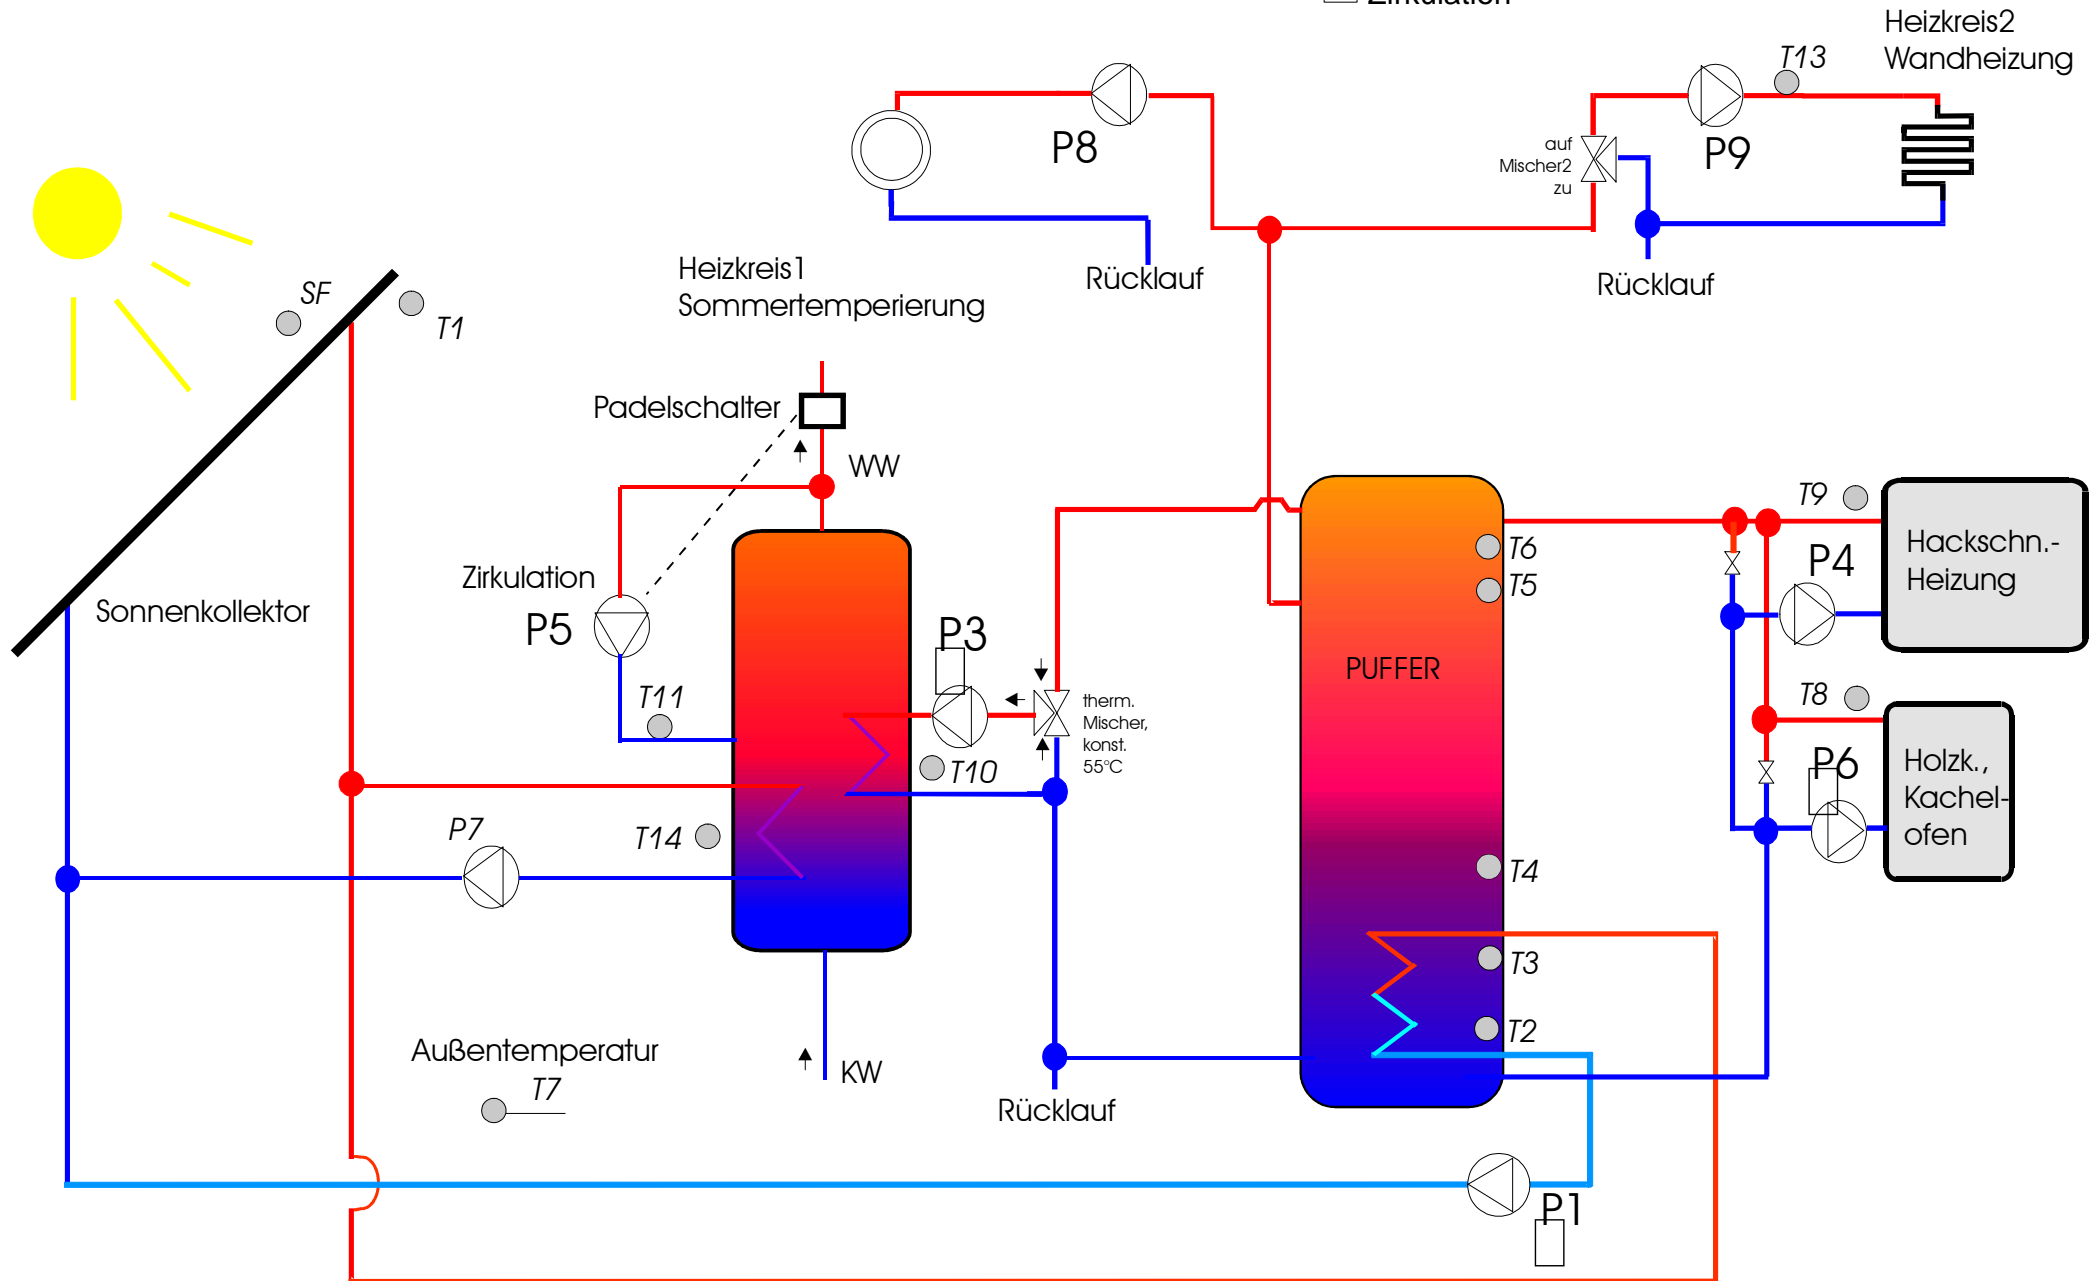 Zirkulation
Heizkreis2
Wandheizung
T13
P8
P9
auf
Mischer2
zu
Rücklauf
Rücklauf
Heizkreis1
Sommertemperierung
SF
T1
Padelschalter
WW
Zirkulation
P5
Sonnenkollektor
P3
T11
therm.
Mischer,
konst.
55°C
T10
T14
P7
PUFFER
T6
T5
T4
T3
T2
T9
Hackschn.-
Heizung
P4
T8
Holzk.,
Kachel-
ofen
P6
Außentemperatur
T7
KW
Rücklauf
P1